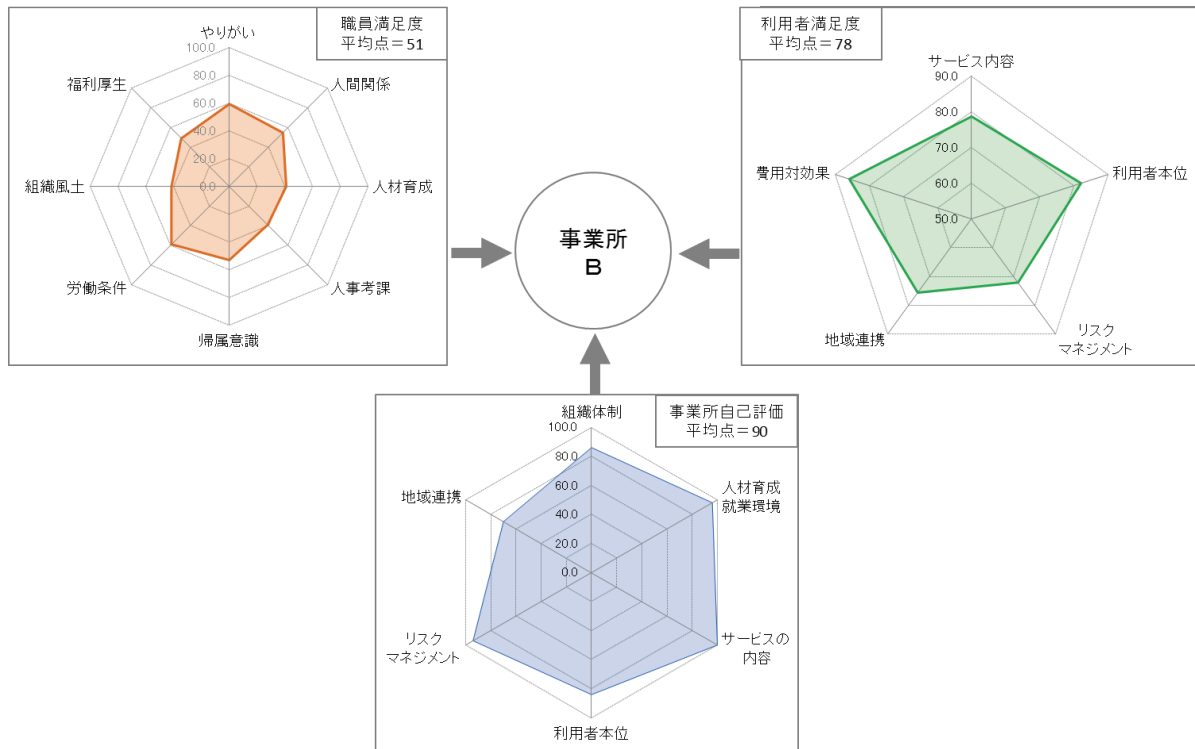 職員満足度
平均点＝51
やりがい
人間関係
人材育成
人事考課
帰属意識
労働条件
組織風土
福利厚生
100.0
80.0
60.0
40.0
20.0
0.0
事業所
B
利用者満足度
平均点＝78
サービス内容
利用者本位
リスク
マネジメント
地域連携
費用対効果
90.0
80.0
70.0
60.0
50.0
事業所自己評価
平均点＝90
組織体制
人材育成
就業環境
サービスの
内容
利用者本位
リスク
マネジメント
地域連携
100.0
80.0
60.0
40.0
20.0
0.0